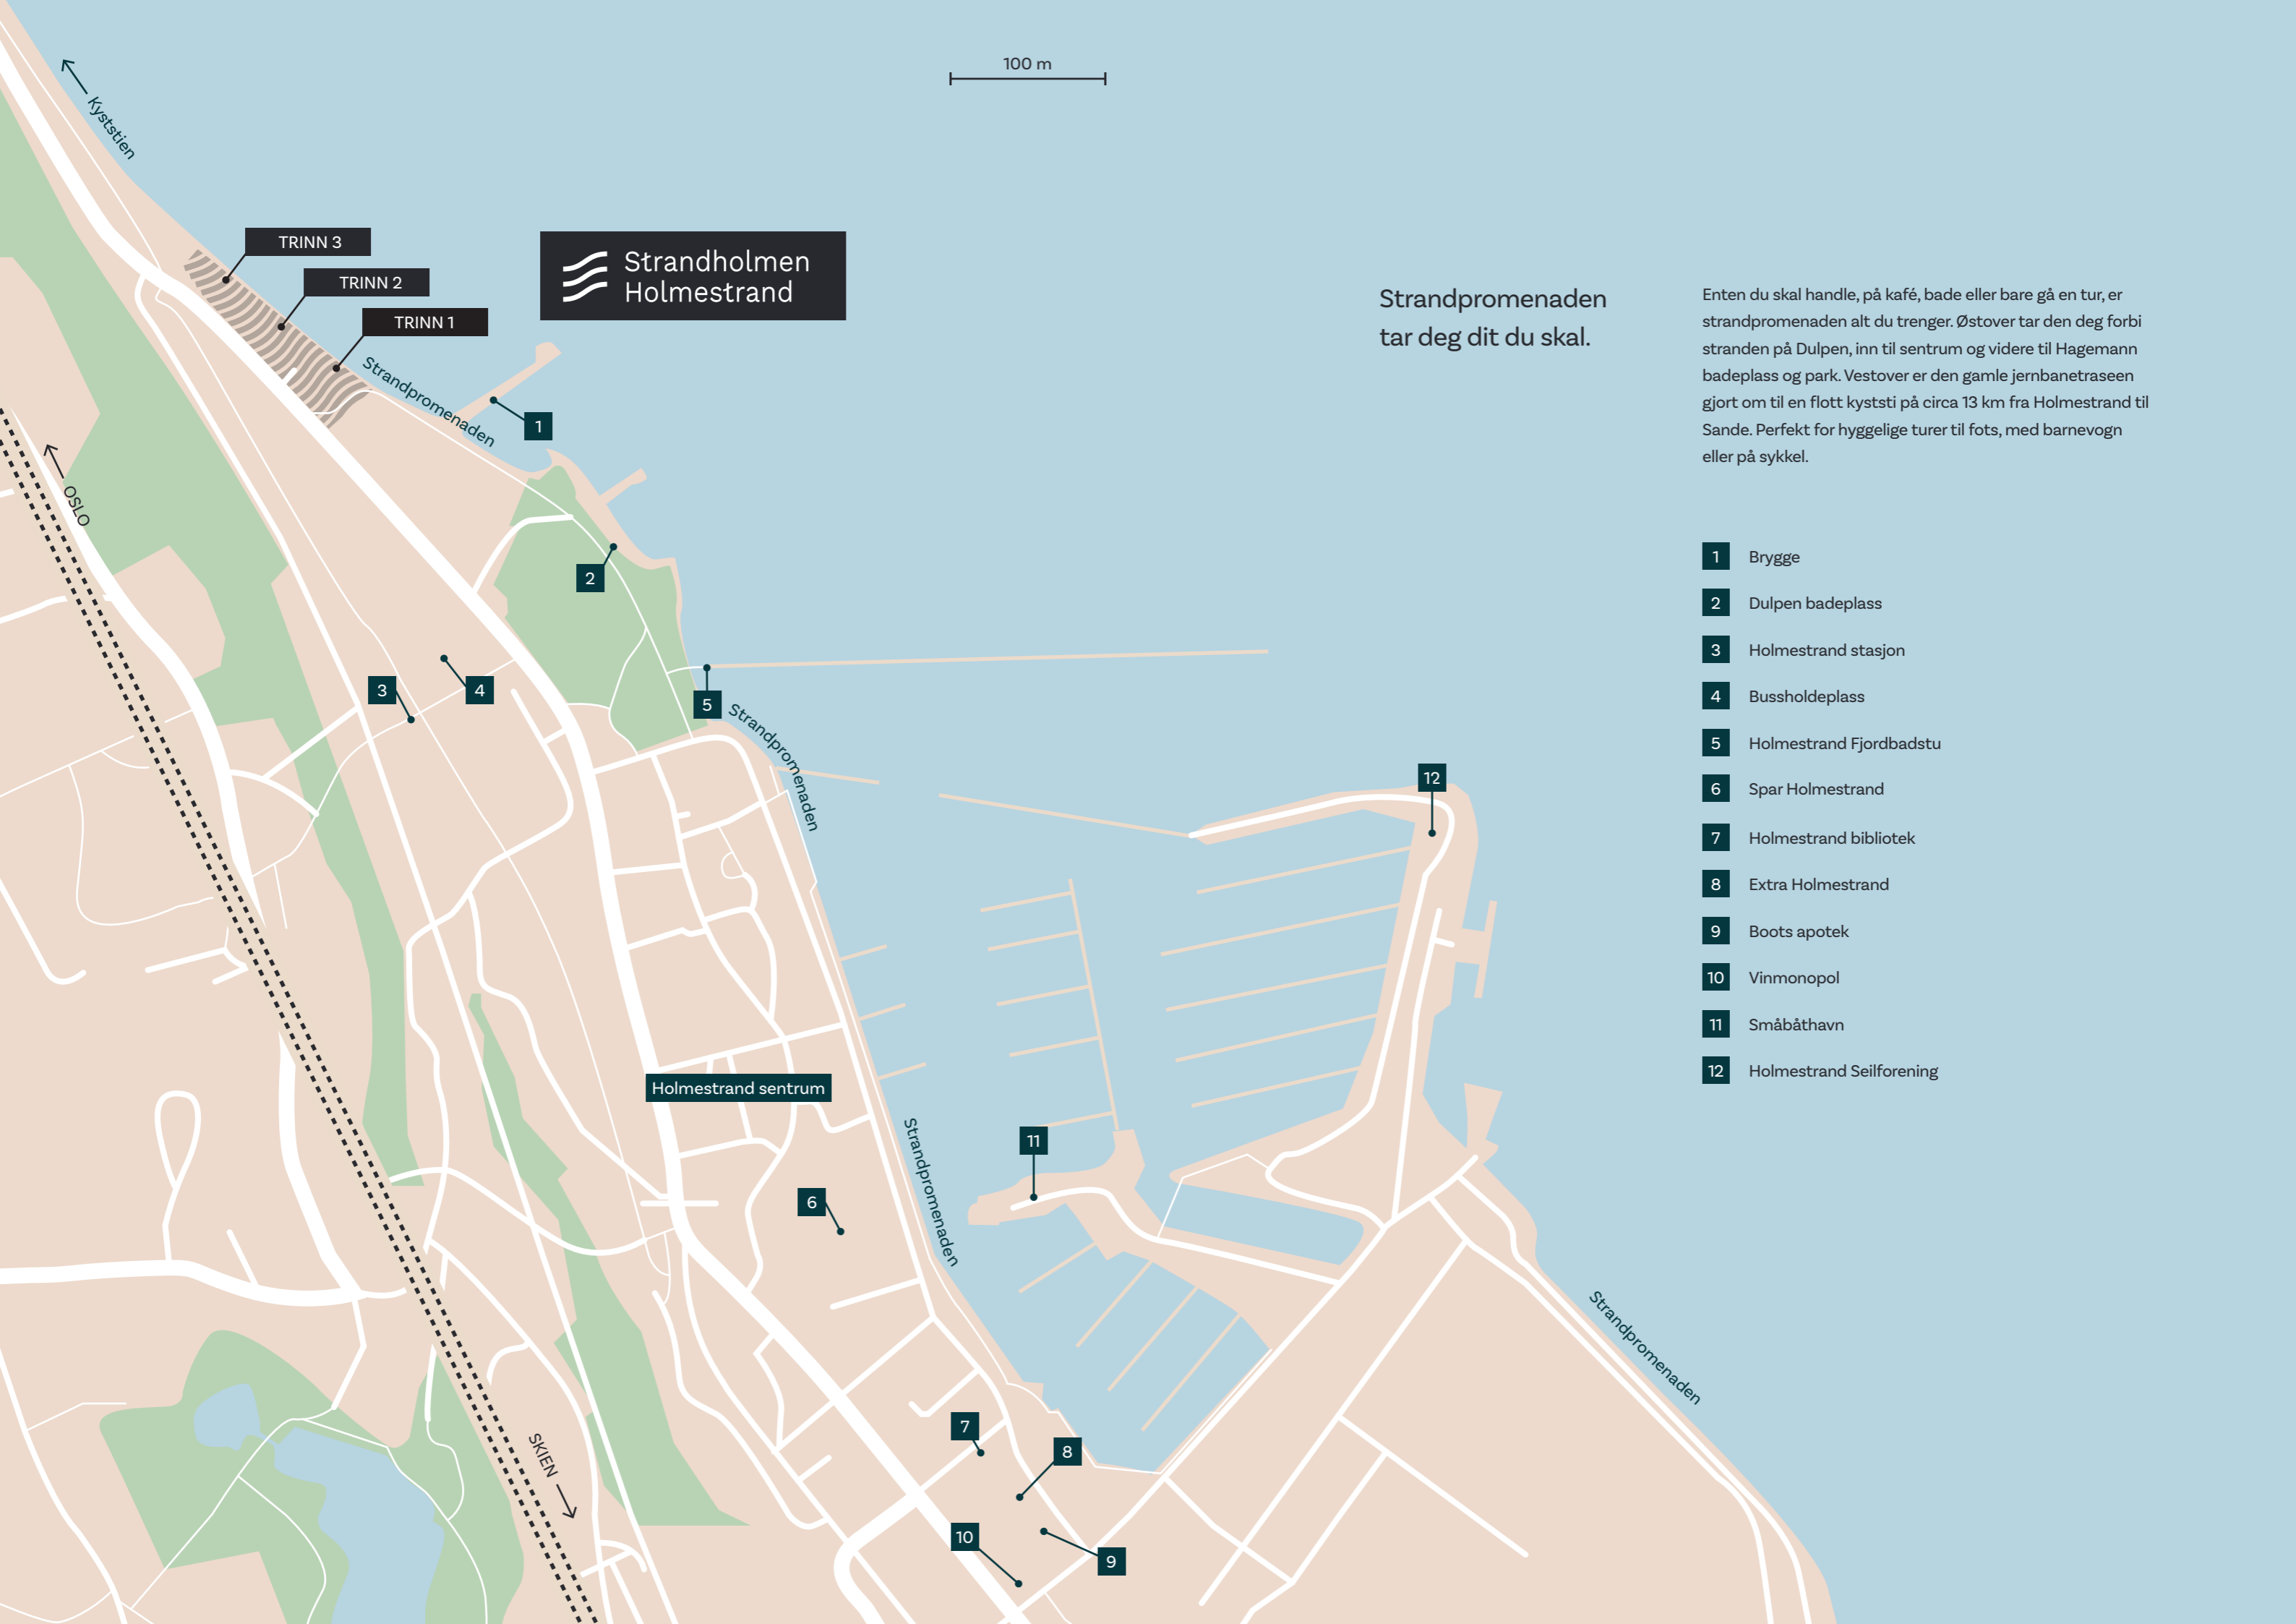 100 m
Kyststien
TRINN 3
TRINN 2
TRINN 1
Strandholmen
Holmestrand
Strandpromenaden
tar deg dit du skal.
Enten du skal handle, på kafé, bade eller bare gå en tur, er
strandpromenaden alt du trenger. Østover tar den deg forbi
stranden på Dulpen, inn til sentrum og videre til Hagemann
badeplass og park. Vestover er den gamle jernbanetraseen
gjort om til en flott kyststi på circa 13 km fra Holmestrand til
Sande. Perfekt for hyggelige turer til fots, med barnevogn
eller på sykkel.
Strandpromenaden
1
OSLO
2
3
4
5
Strandpromenaden
12
Holmestrand sentrum
11
Strandpromenaden
6
Strandpromenaden
7
8
SKIEN
10
9
1 Brygge
2 Dulpen badeplass
3 Holmestrand stasjon
4 Bussholdeplass
5 Holmestrand Fjordbadstu
6 Spar Holmestrand
7 Holmestrand bibliotek
8 Extra Holmestrand
9 Boots apotek
10 Vinmonopol
11 Småbåthavn
12 Holmestrand Seilforening